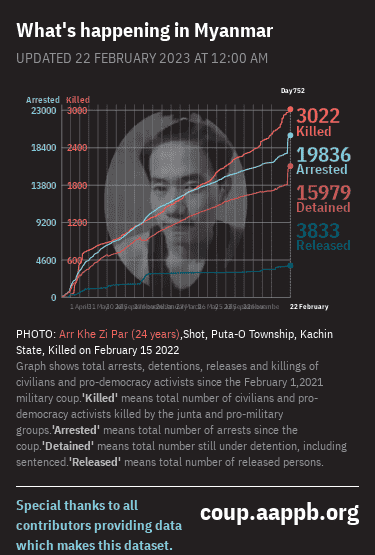 What's happening in Myanmar
UPDATED 22 FEBRUARY 2023 AT 12:00 AM
Day752
Arrested Killed
23000 3000
3022
Killed
18400 2400
19836
Arrested
13800 1800
15979
Detained
9200 1200
3833
Released
4600 600
0
22 February
PHOTO: Arr Khe Zi Par (24 years),Shot, Puta-O Township, Kachin
State, Killed on February 15 2022
Graph shows total arrests, detentions, releases and killings of
civilians and pro-democracy activists since the February 1,2021
military coup.'Killed' means total number of civilians and pro-
democracy activists killed by the junta and pro-military
groups.'Arrested' means total number of arrests since the
coup.'Detained' means total number still under detention, including
sentenced.'Released' means total number of released persons.
Special thanks to all
contributors providing data
which makes this dataset.
coup.aappb.org